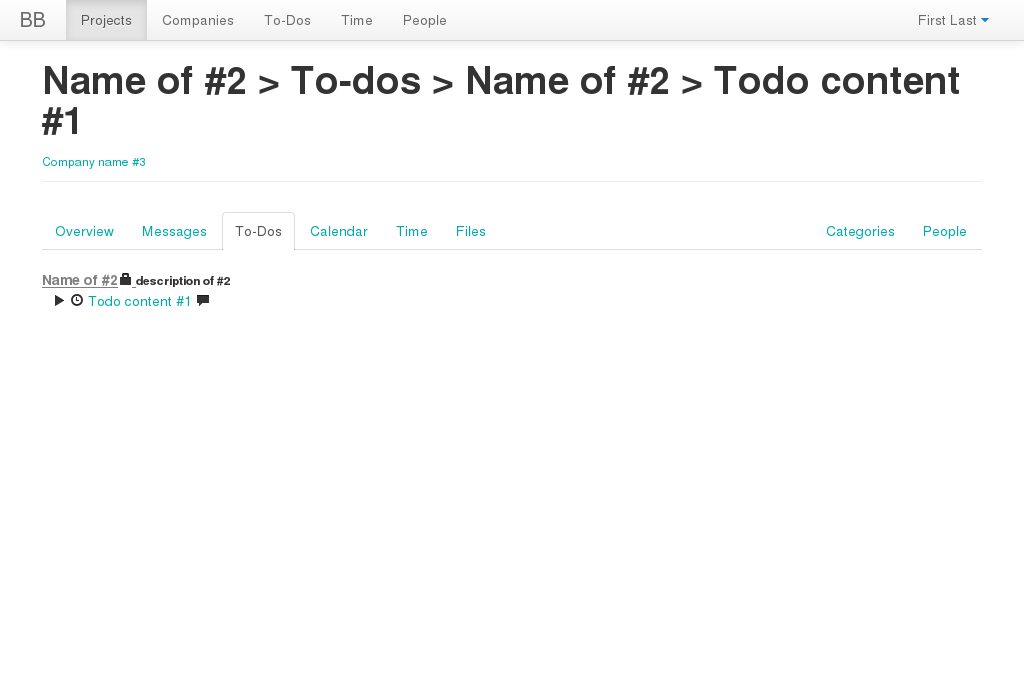 BB Projects Companies To-Dos Time People First Last
Name of #2 > To-dos > Name of #2 > Todo content
#1
Company name #3
Overview Messages To-Dos Calendar Time Files Categories People
Name of #2 description of #2
Todo content #1